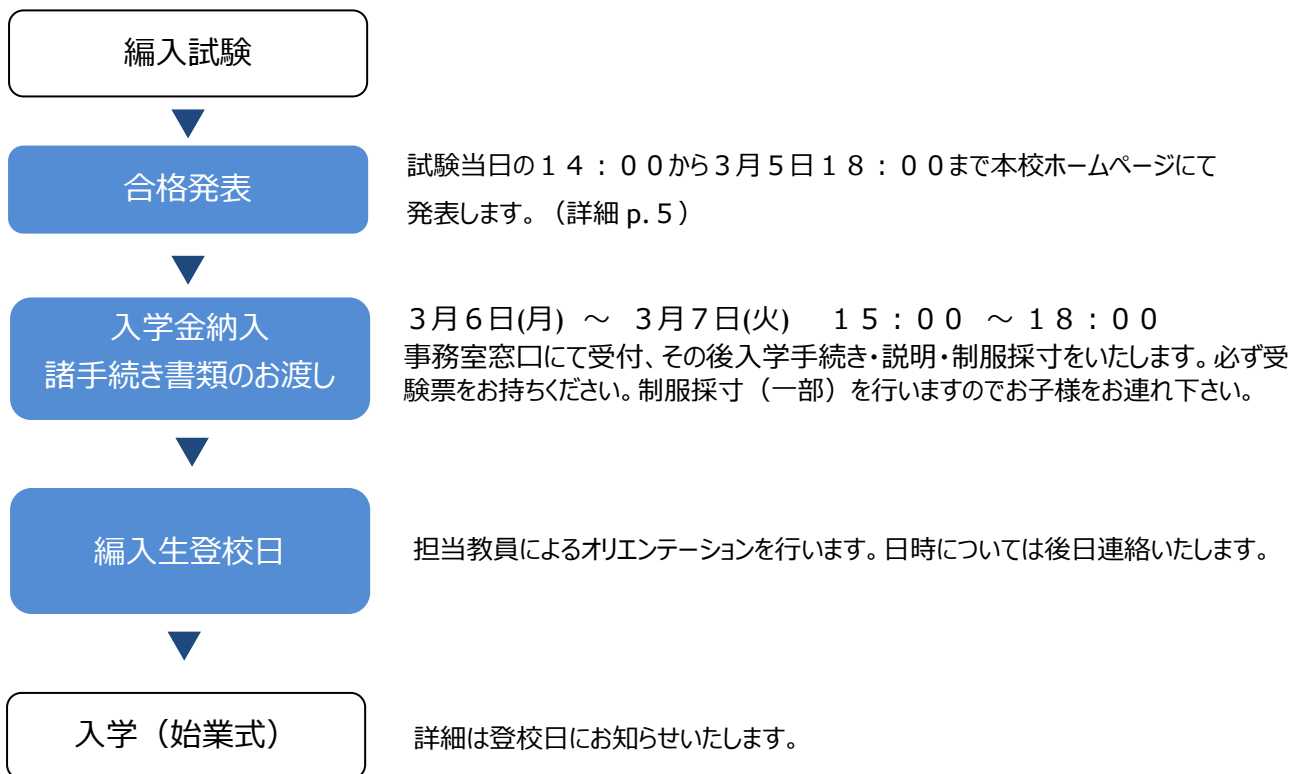 編入試験
合格発表
試験当日の14：00から3月5日18：00まで本校ホームページにて
発表します。（詳細 p.5）
入学金納入
諸手続き書類のお渡し
3月6日(月) ～ 3月7日(火) 15：00 ～ 18：00
事務室窓口にて受付、その後入学手続き・説明・制服採寸をいたします。必ず受
験票をお持ちください。制服採寸（一部）を行いますのでお子様をお連れ下さい。
編入生登校日
担当教員によるオリエンテーションを行います。日時については後日連絡いたします。
入学（始業式）
詳細は登校日にお知らせいたします。